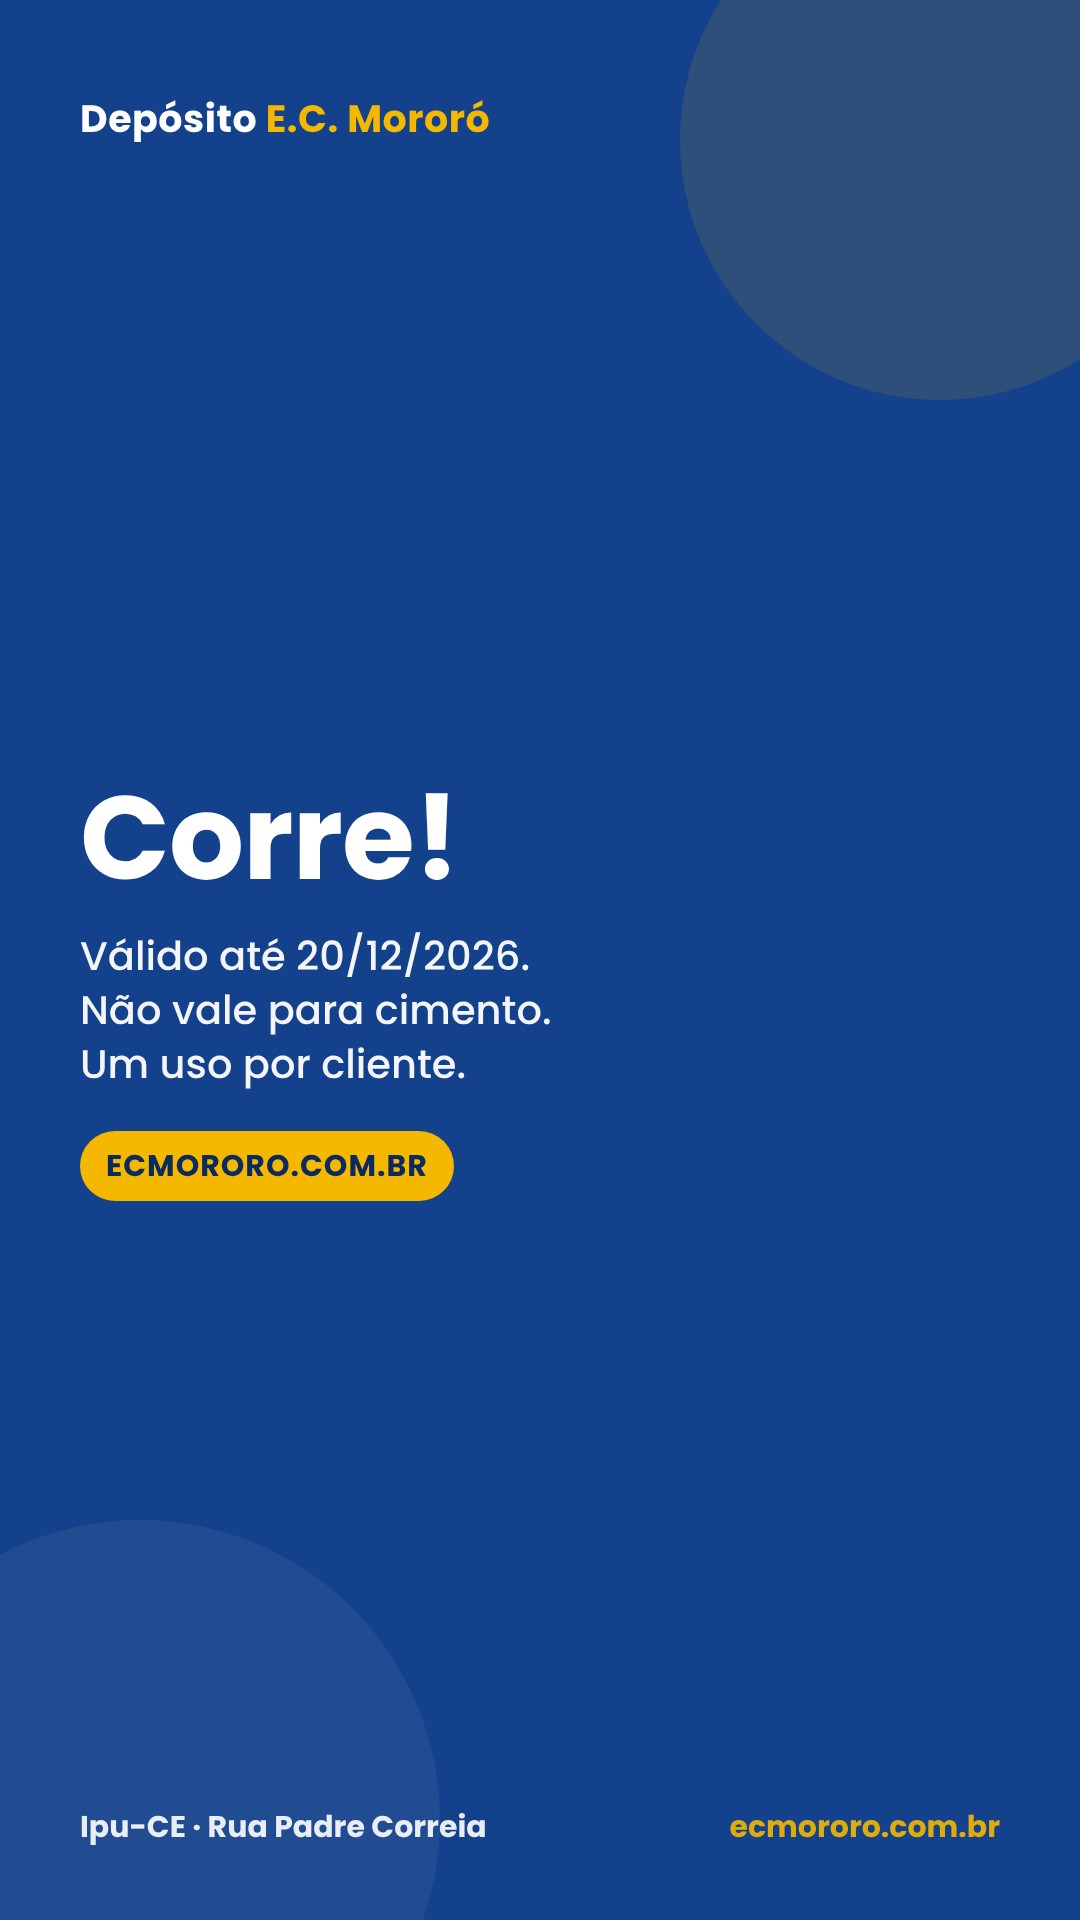 Depósito E.C. Mororó
Corre!
Válido até 20/12/2026.
Não vale para cimento.
Um uso por cliente.
ECMORORO.COM.BR
Ipu-CE · Rua Padre Correia
ecmororo.com.br